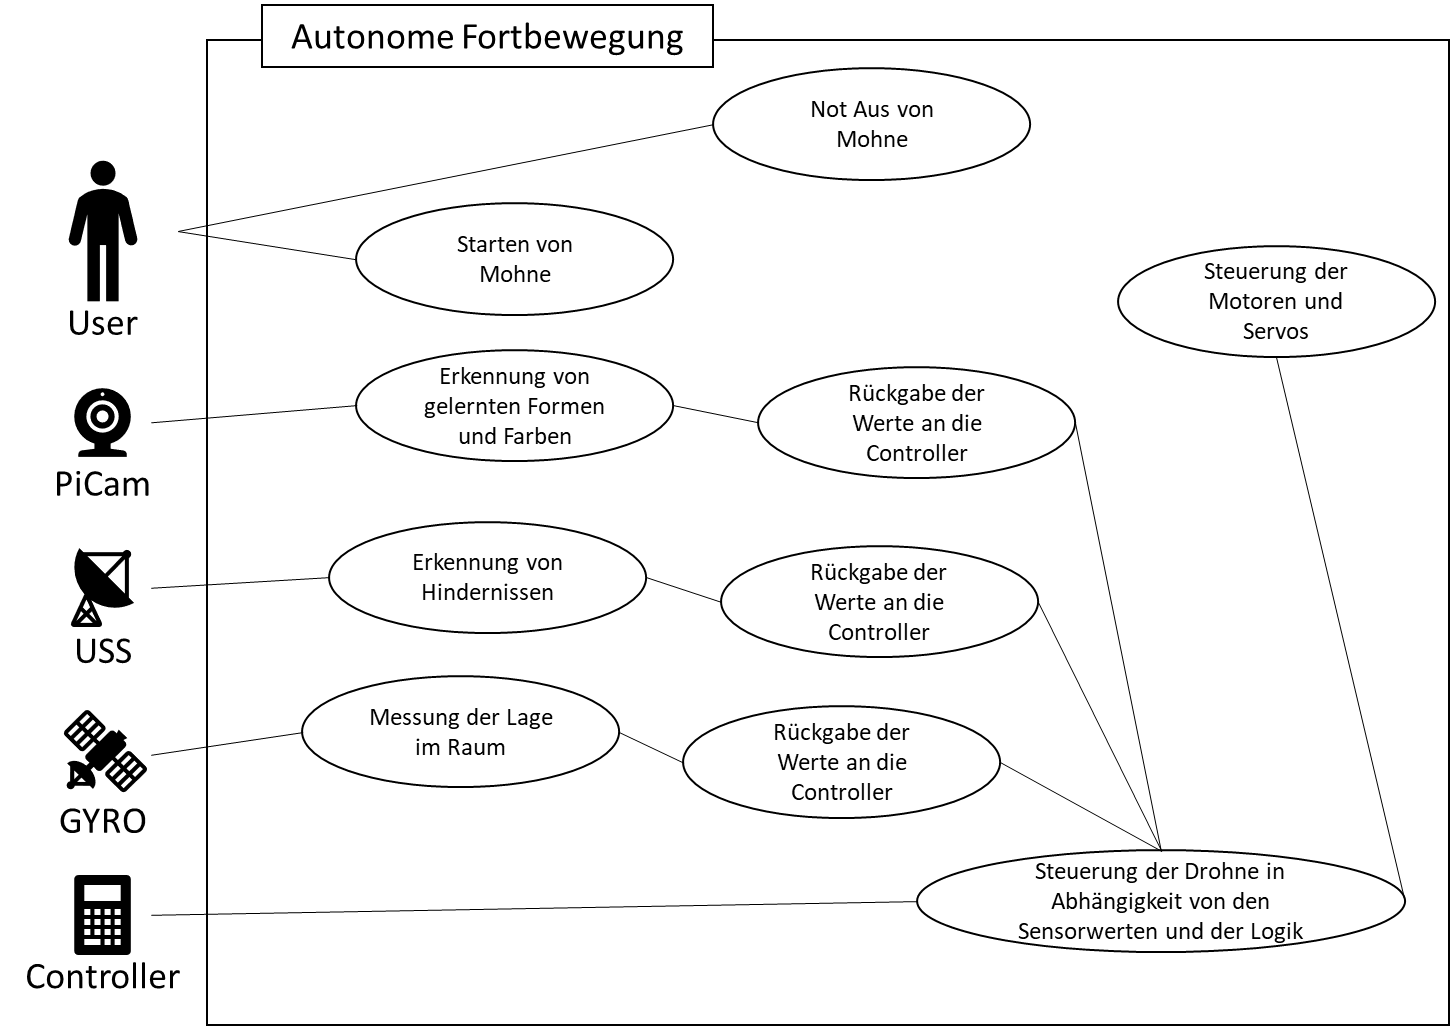 Autonome Fortbewegung
Not Aus von
Mohne
User
Starten von
Mohne
Steuerung der
Motoren und
Servos
PiCam
Erkennung von
gelernten Formen
und Farben
Rückgabe der
Werte an die
Controller
USS
Erkennung von
Hindernissen
Rückgabe der
Werte an die
Controller
GYRO
Messung der Lage
im Raum
Rückgabe der
Werte an die
Controller
Controller
Steuerung der Drohne in
Abhängigkeit von den
Sensorwerten und der Logik